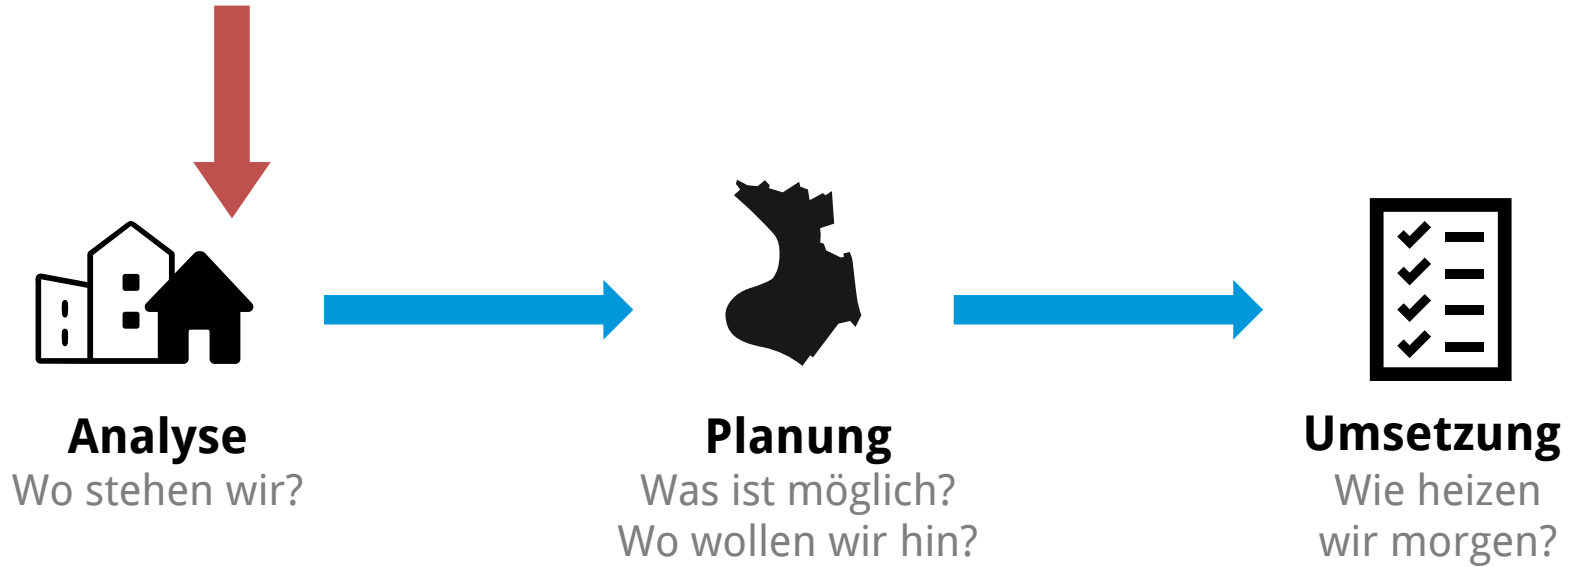 Analyse
Wo stehen wir?
Planung
Was ist möglich?
Wo wollen wir hin?
Umsetzung
Wie heizen
wir morgen?